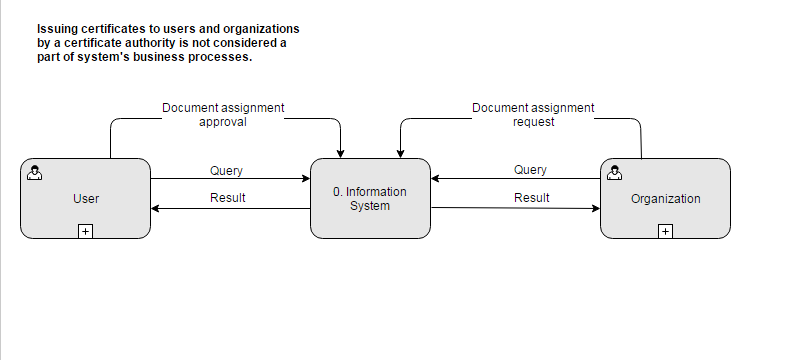 Issuing certificates to users and organizations
by a certificate authority is not considered a
part of system's business processes.
Document assignment
approval
Document assignment
request
Query
Query
User
0. Information
System
Organization
Result
Result